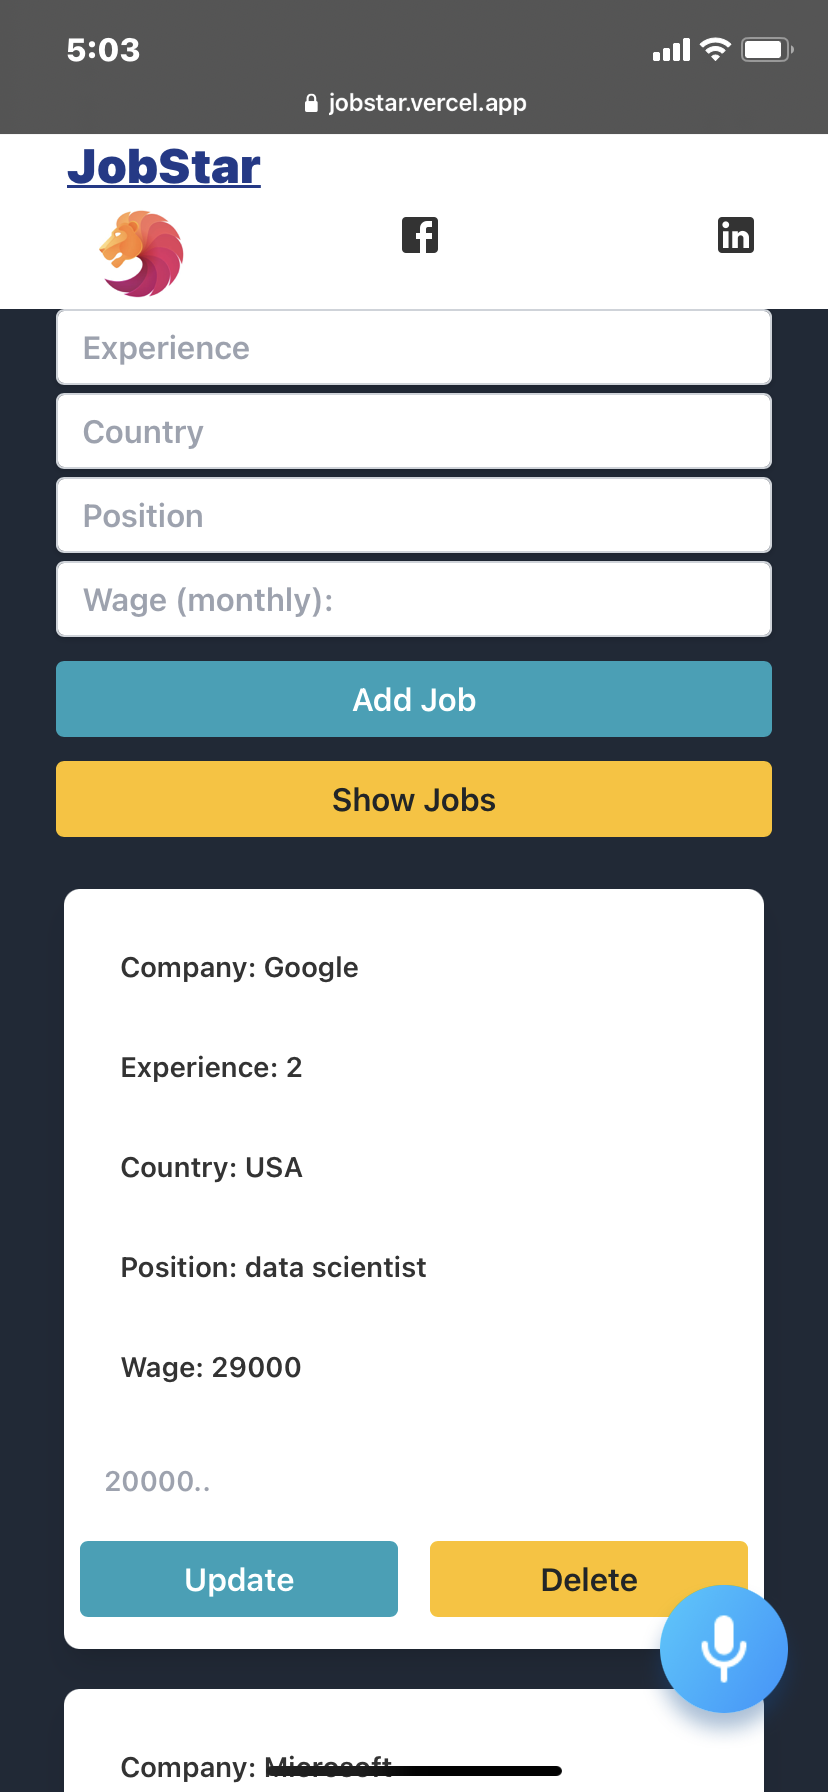 5:03
jobstar.vercel.app
JobStar
Experience
Country
Position
Wage (monthly):
Add Job
Show Jobs
Company: Google
Experience: 2
Country: USA
Position: data scientist
Wage: 29000
20000..
Update
Delete
Company: Microsoft